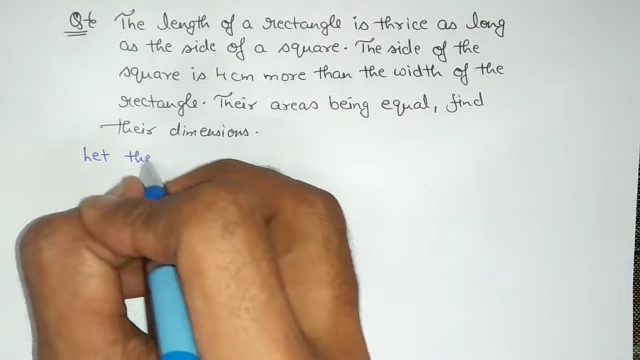 Qt The length of a rectangle is thrice as long
as the side of a square. The side of the
square is 4 cm more than the width of the
rectangle. Their areas being equal, find
their dimensions.
Let the